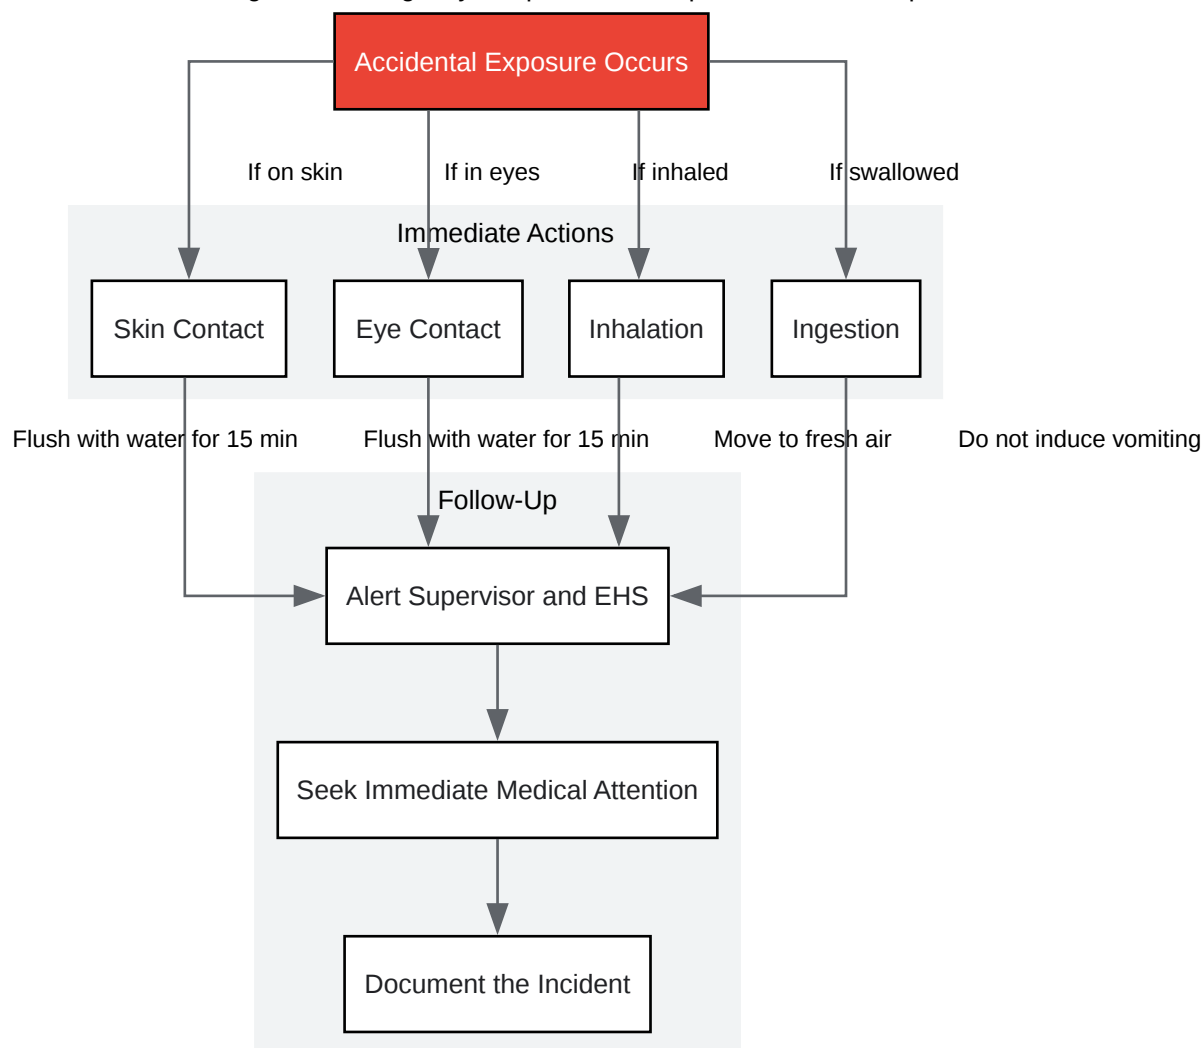 Accidental Exposure Occurs
If on skin
If in eyes
If inhaled
If swallowed
Immediate Actions
Skin Contact
Eye Contact
Inhalation
Ingestion
Flush with water for 15 min
Flush with water for 15 min
Move to fresh air
Do not induce vomiting
Follow-Up
Alert Supervisor and EHS
Seek Immediate Medical Attention
Document the Incident